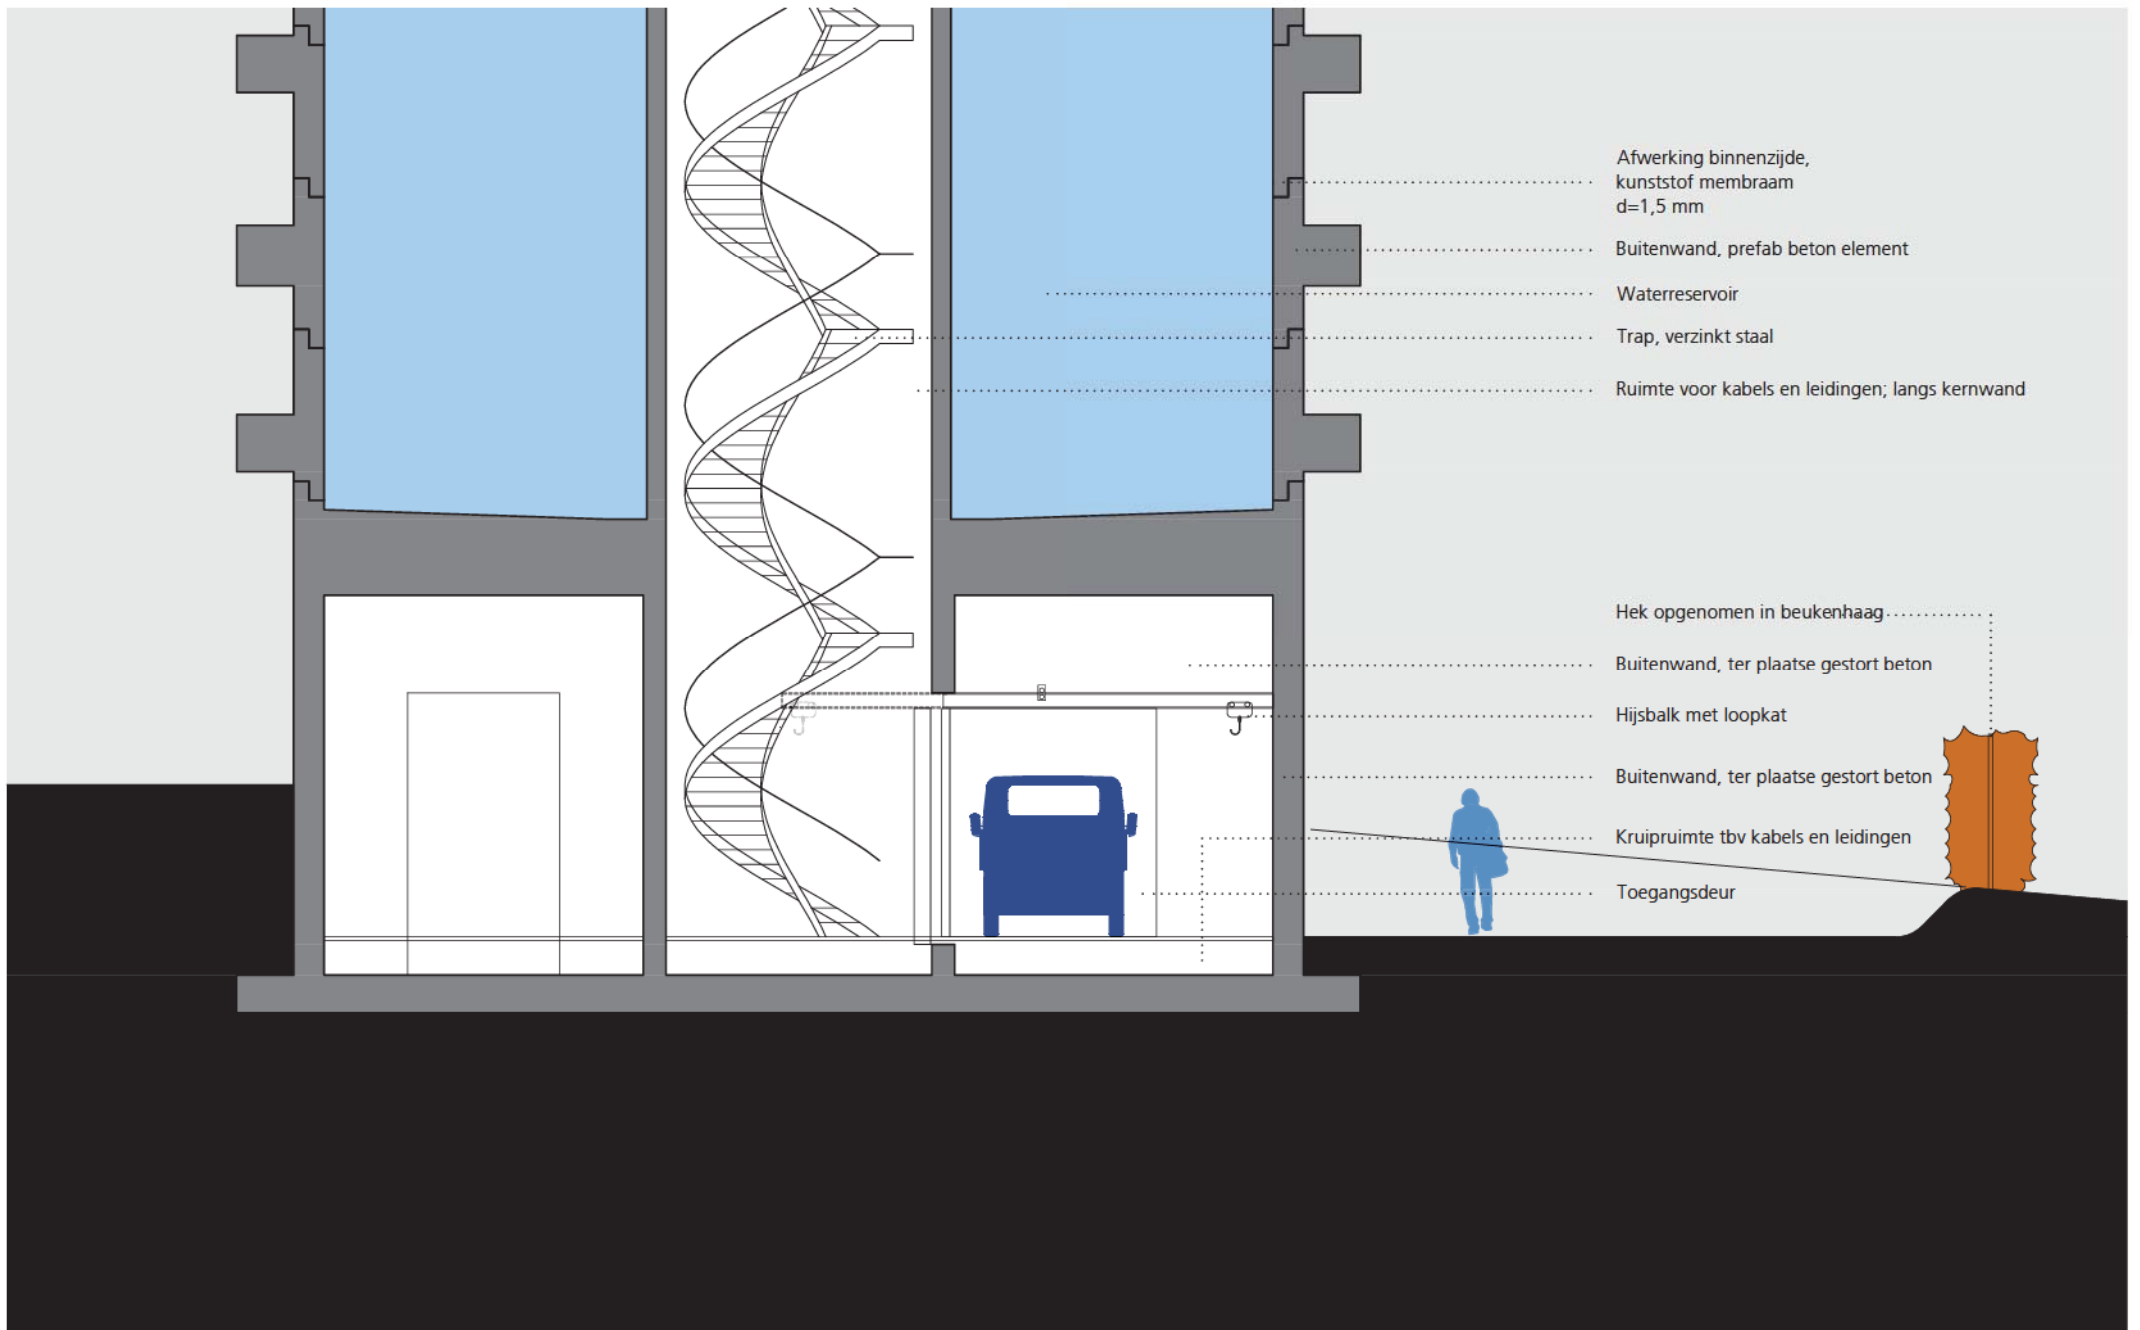 Afwerking binnenzijde,
kunststof membraam
d=1,5 mm
Buitenwand, prefab beton element
Waterreservoir
Trap, verzinkt staal
Ruimte voor kabels en leidingen; langs kernwand
Hek opgenomen in beukenhaag
Buitenwand, ter plaatse gestort beton
Hijsbalk met loopkat
Buitenwand, ter plaatse gestort beton
Kruipruimte tbv kabels en leidingen
Toegangsdeur